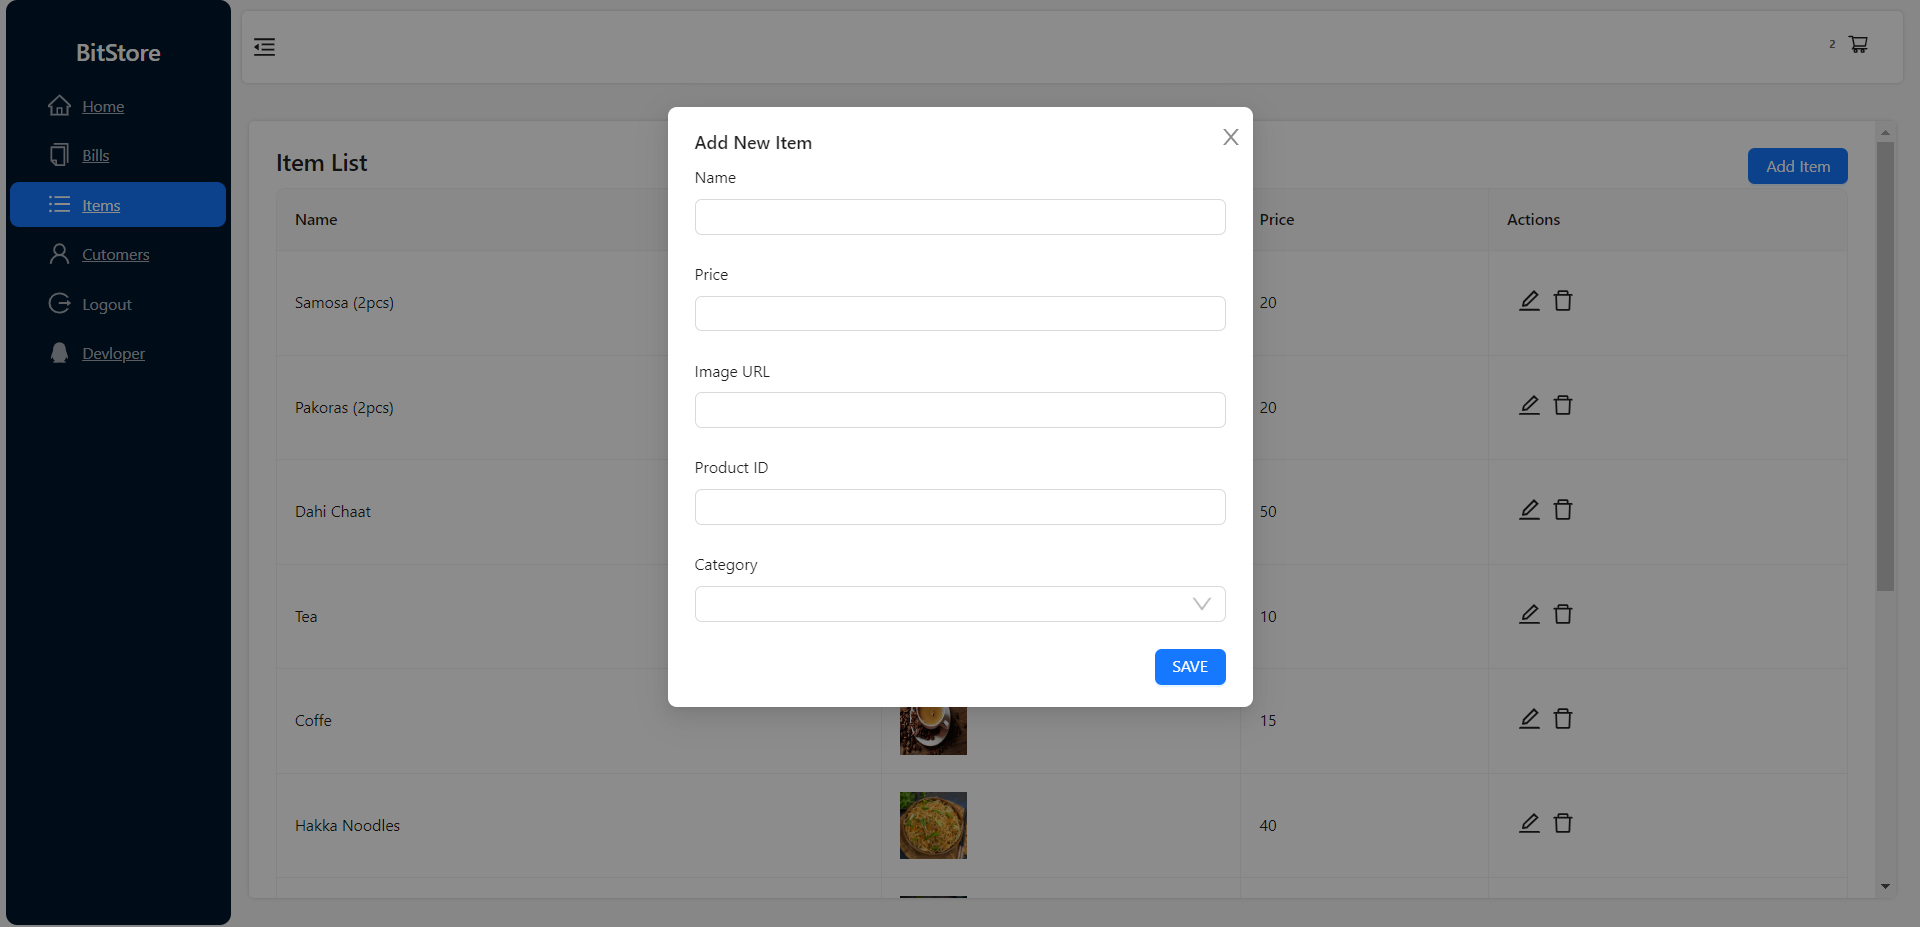 BitStore
Home
Bills
Items
Cutomers
Logout
Devloper
2
Item List
Add Item
Name
Price
Actions
Samosa (2pcs)
20
Pakoras (2pcs)
20
Dahi Chaat
50
Tea
10
Coffe
15
Hakka Noodles
40
Add New Item
Name
Price
Image URL
Product ID
Category
SAVE